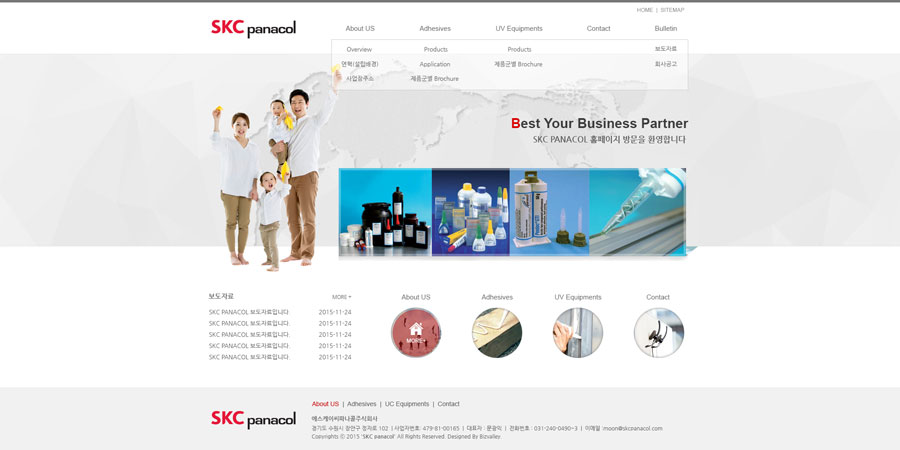 HOME | SITEMAP
SKC panacol
About US Adhesives UV Equipments Contact Bulletin
Overview Products Products 보도자료
연혁(설립배경) Application 제품군별 Brochure 회사공고
사업장주소 제품군별 Brochure
Best Your Business Partner
SKC PANACOL 홈페이지 방문을 환영합니다
보도자료 MORE +
About US Adhesives UV Equipments Contact
SKC PANACOL 보도자료입니다. 2015-11-24
SKC PANACOL 보도자료입니다. 2015-11-24
SKC PANACOL 보도자료입니다. 2015-11-24
SKC PANACOL 보도자료입니다. 2015-11-24
SKC PANACOL 보도자료입니다. 2015-11-24
MORE+
About US | Adhesives | UC Equipments | Contact
SKC panacol
에스케이씨파나콜주식회사
경기도 수원시 장안구 정자로 102 | 사업자번호: 479-81-00165 | 대표자 : 문광익 | 전화번호 : 031-240-0490~3 | 이메일 :moon@skcpanacol.com
Copyrights ⓒ 2015 'SKC panacol' All Rights Reserved. Designed By Bizvalley.